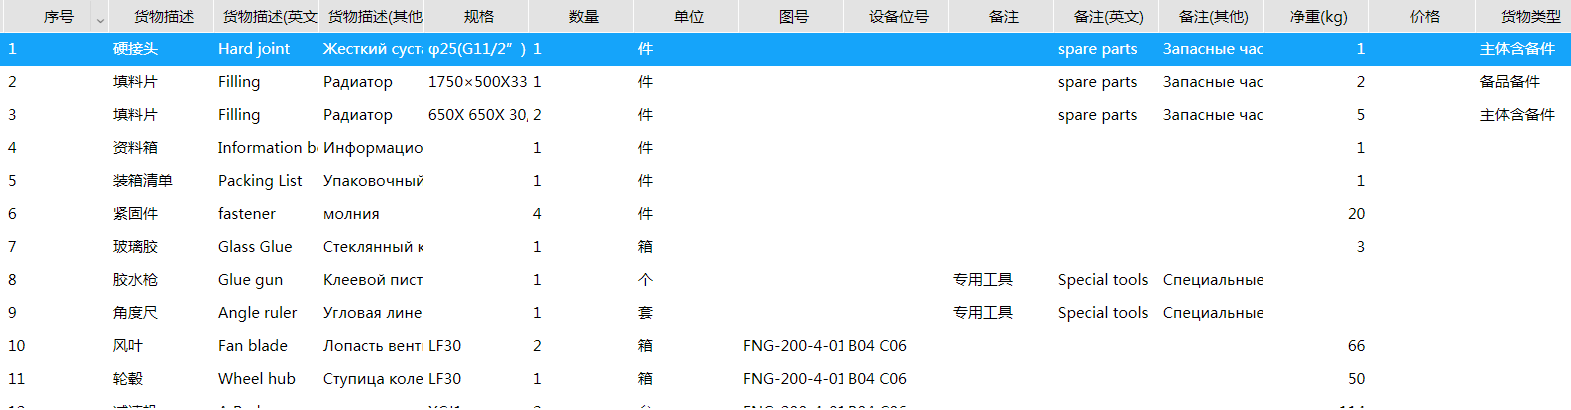 序号 货物描述 货物描述(英文 货物描述(其他 规格 数量 单位 图号 设备位号 备注 备注(英文) 备注(其他) 净重(kg) 价格 货物类型
1 硬接头 Hard joint Жесткий суст φ25(G11/2”) 1 件 spare parts Запасные час 1 主体含备件
2 填料片 Filling Радиатор 1750×500X33 1 件 spare parts Запасные час 2 备品备件
3 填料片 Filling Радиатор 650X 650X 30, 2 件 spare parts Запасные час 5 主体含备件
4 资料箱 Information b Информацио 1 件 1
5 装箱清单 Packing List Упаковочный 1 件 1
6 紧固件 fastener молния 4 件 20
7 玻璃胶 Glass Glue Стеклянный к 1 箱 3
8 胶水枪 Glue gun Клеевой пист 1 个 专用工具 Special tools Специальные
9 角度尺 Angle ruler Угловая лине 1 套 专用工具 Special tools Специальные
10 风叶 Fan blade Лопасть вент LF30 2 箱 FNG-200-4-01 B04 C06 66
11 轮毂 Wheel hub Ступица коле LF30 1 箱 FNG-200-4-01 B04 C06 50